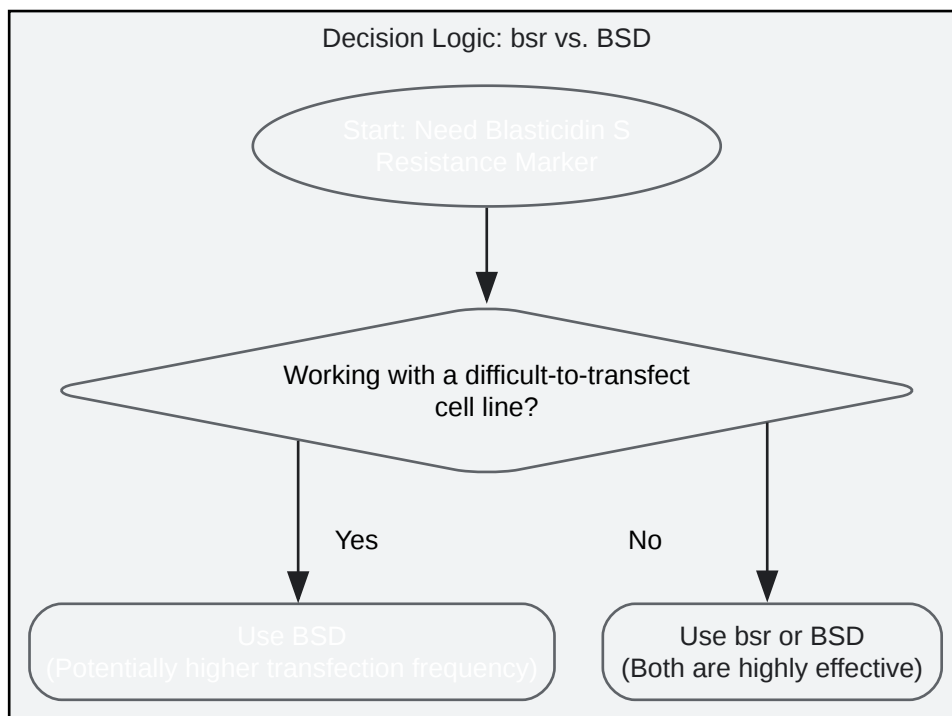 Decision Logic: bsr vs. BSD
Start: Need Blasticidin S
Resistance Marker
Working with a difficult-to-transfect
cell line?
Yes
No
Use BSD
(Potentially higher transfection frequency)
Use bsr or BSD
(Both are highly effective)